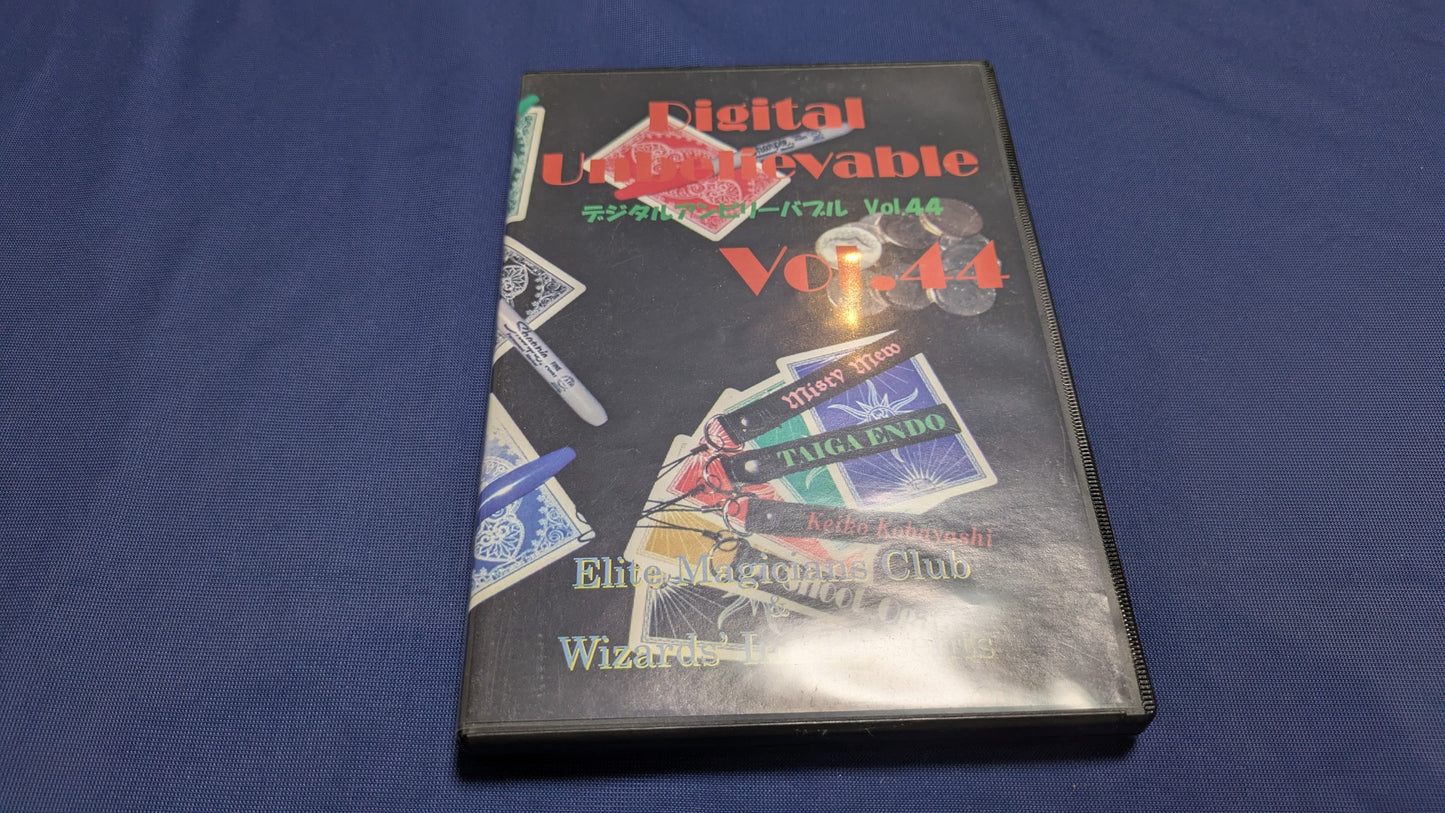 Digital
Unbelievable
デジタルアンビリーバブル Vol.44
Vol.44
Sharpie
Misty Mew
TAIGA ENDO
Keiko Kobayashi
Elite Magicians Club
&
Wizards'